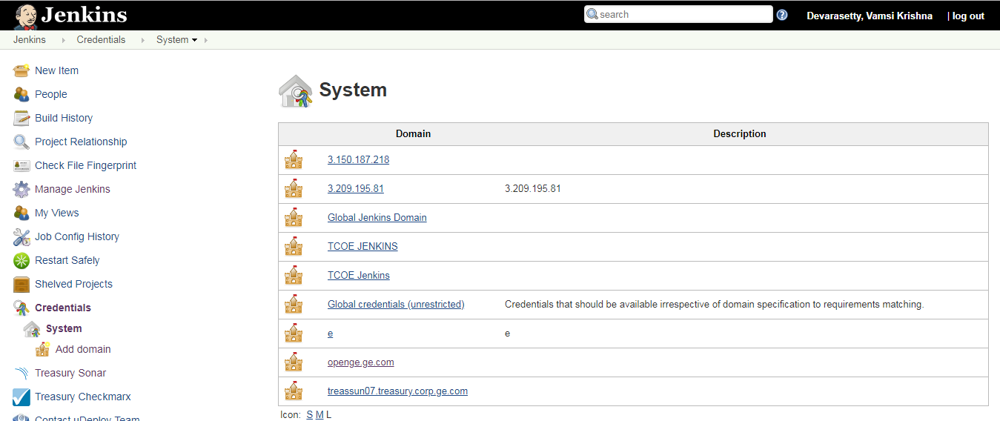 Jenkins
search
Devarasetty, Vamsi Krishna | log out
Jenkins Credentials System
New Item
People
Build History
Project Relationship
Check File Fingerprint
Manage Jenkins
My Views
Job Config History
Restart Safely
Shelved Projects
Credentials
System
Add domain
Treasury Sonar
Treasury Checkmarx
Contact uDeploy Team
System
Domain Description
3.150.187.218
3.209.195.81 3.209.195.81
Global Jenkins Domain
TCOE JENKINS
TCOE Jenkins
Global credentials (unrestricted) Credentials that should be available irrespective of domain specification to requirements matching.
e e
openge.ge.com
treassun07.treasury.corp.ge.com
Icon: S M L